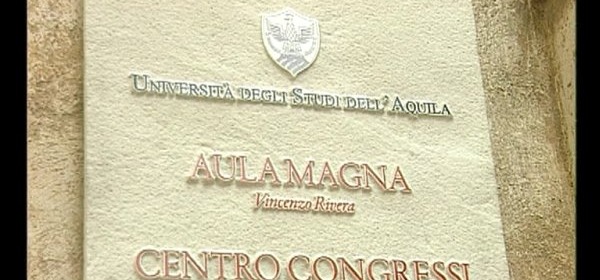 UNIVERSITÀ DEGLI STUDI DELL'AQUILA
AULA MAGNA
Vincenzo Rivera
CENTRO CONGRESSI